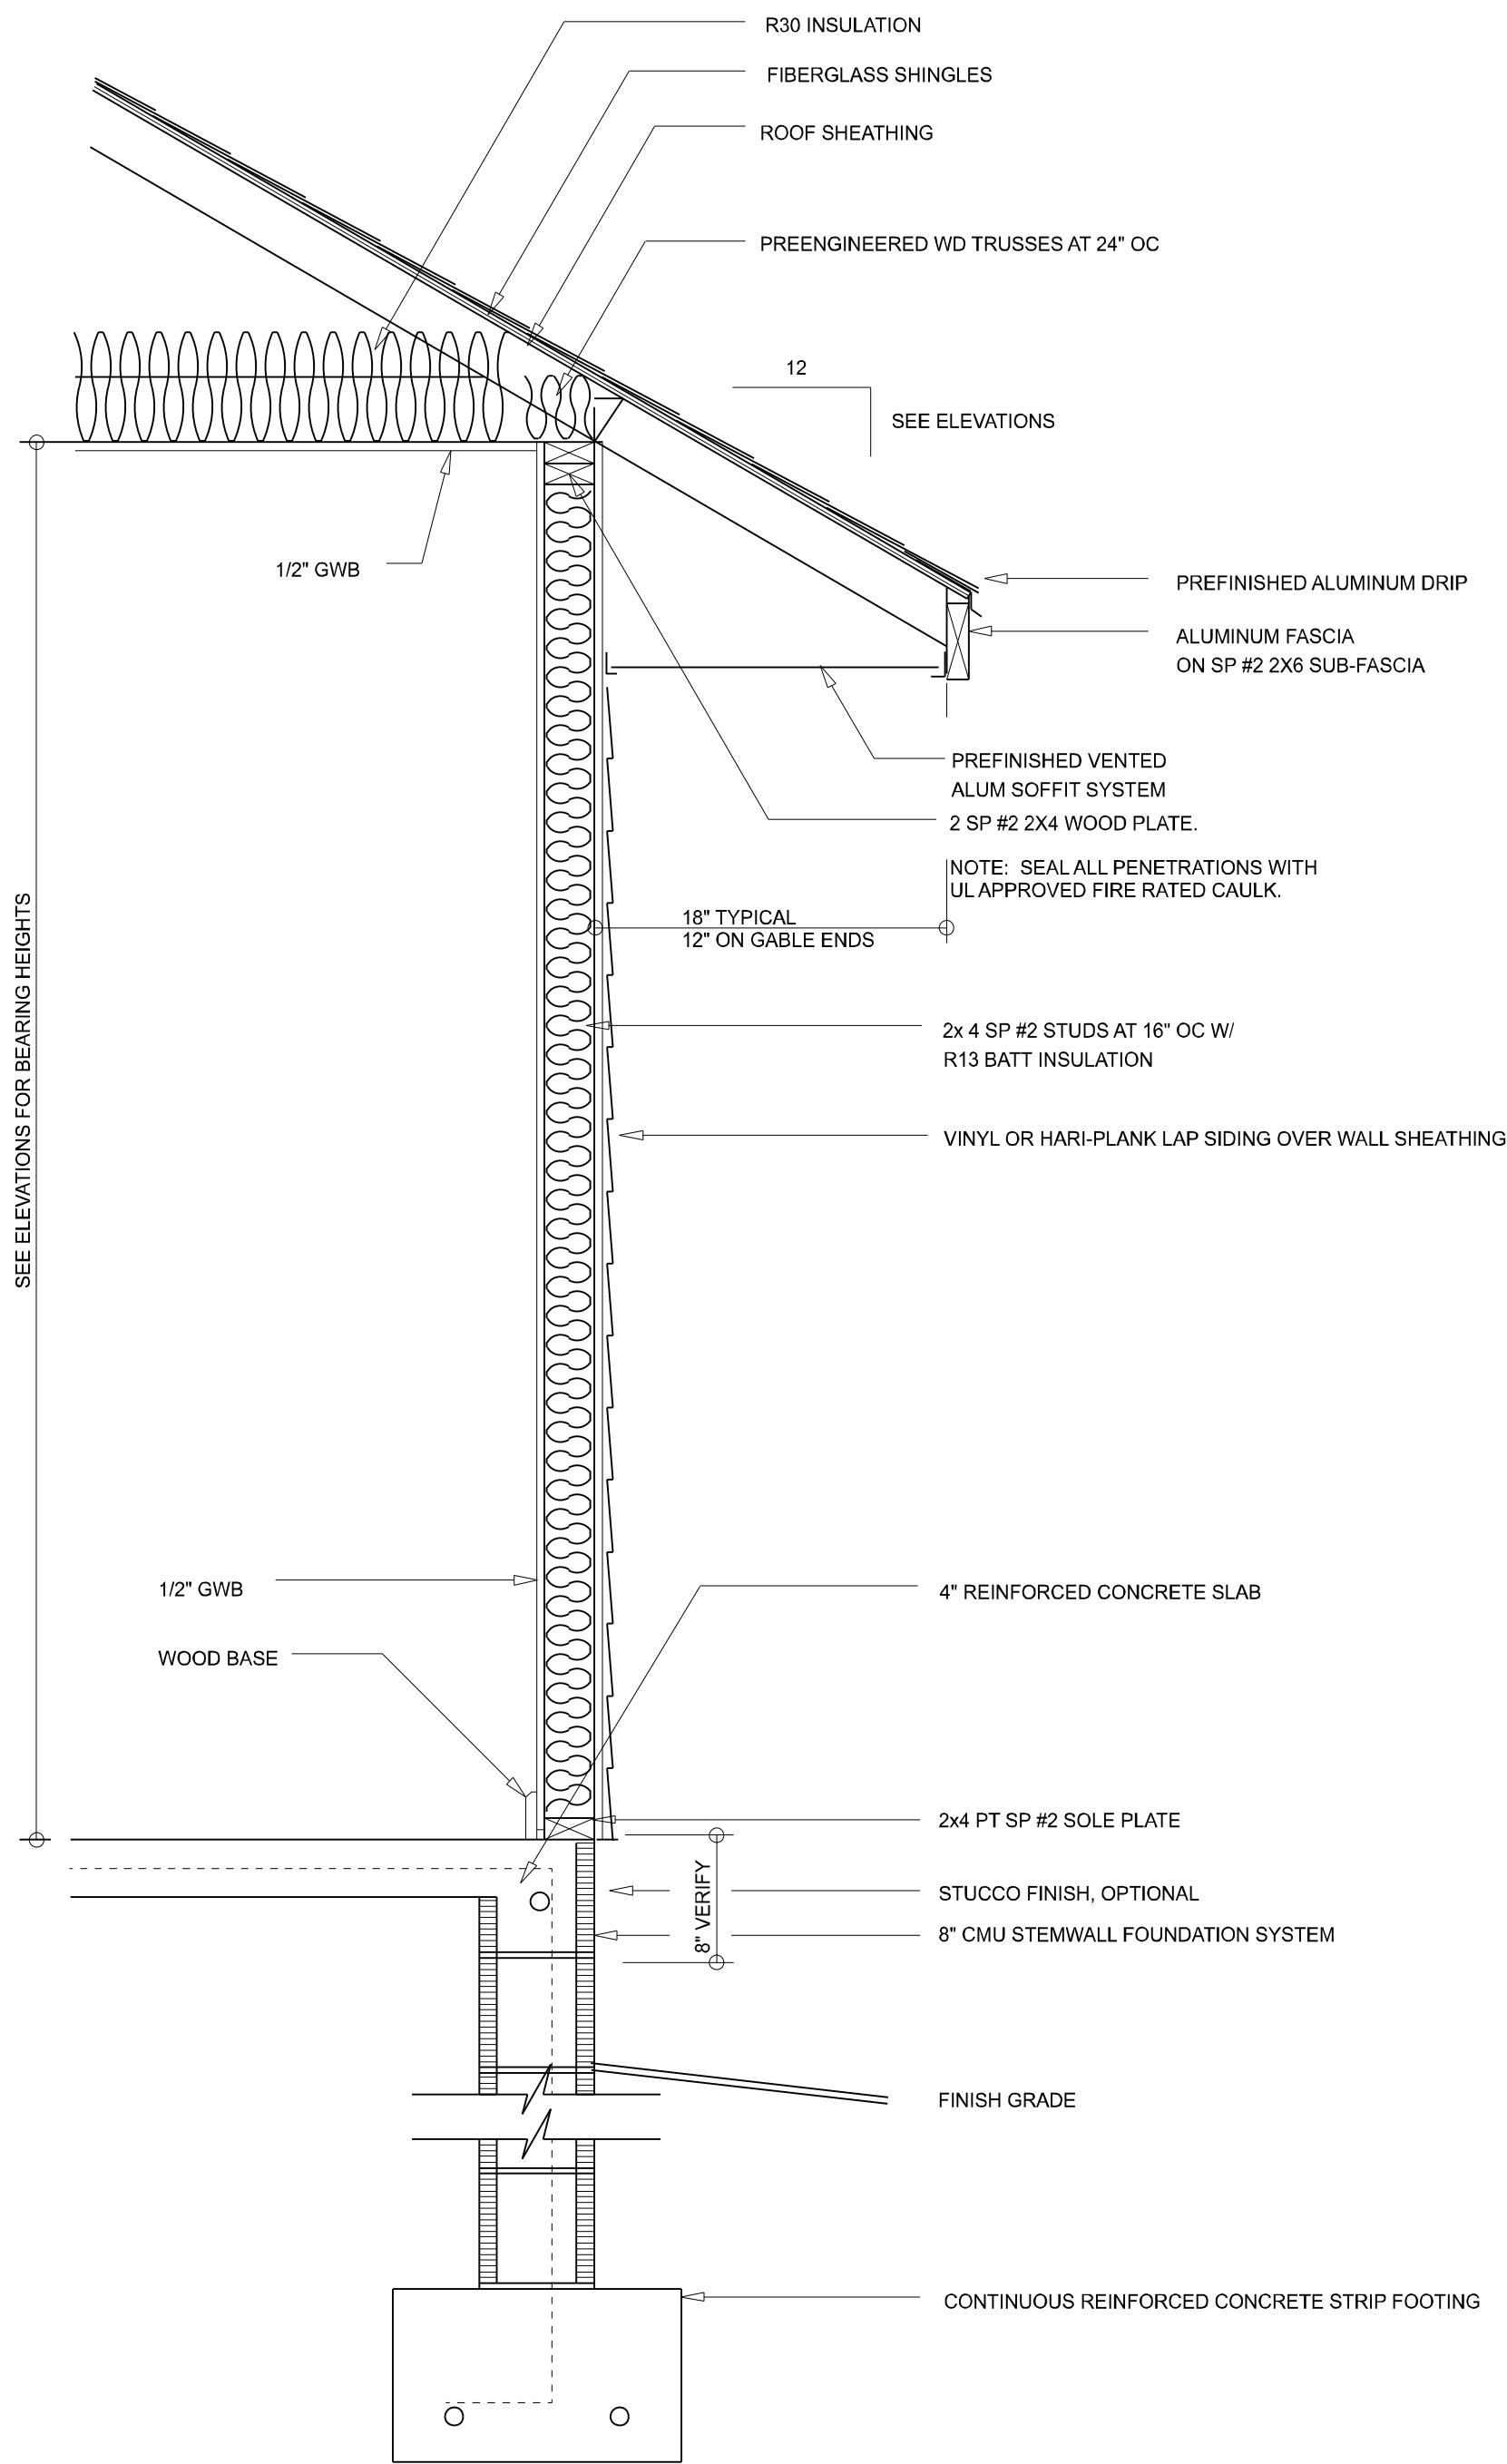 R30 INSULATION
FIBERGLASS SHINGLES
ROOF SHEATHING
PREENGINEERED WD TRUSSES AT 24" OC
12
SEE ELEVATIONS
1/2" GWB
PREFINISHED ALUMINUM DRIP
ALUMINUM FASCIA
ON SP #2 2X6 SUB-FASCIA
PREFINISHED VENTED
ALUM SOFFIT SYSTEM
2 SP #2 2X4 WOOD PLATE.
NOTE:  SEAL ALL PENETRATIONS WITH
UL APPROVED FIRE RATED CAULK.
18" TYPICAL
12" ON GABLE ENDS
SEE ELEVATIONS FOR BEARING HEIGHTS
2x 4 SP #2 STUDS AT 16" OC W/
R13 BATT INSULATION
VINYL OR HARI-PLANK LAP SIDING OVER WALL SHEATHING
1/2" GWB
4" REINFORCED CONCRETE SLAB
WOOD BASE
2x4 PT SP #2 SOLE PLATE
8" VERIFY
STUCCO FINISH, OPTIONAL
8" CMU STEMWALL FOUNDATION SYSTEM
FINISH GRADE
CONTINUOUS REINFORCED CONCRETE STRIP FOOTING